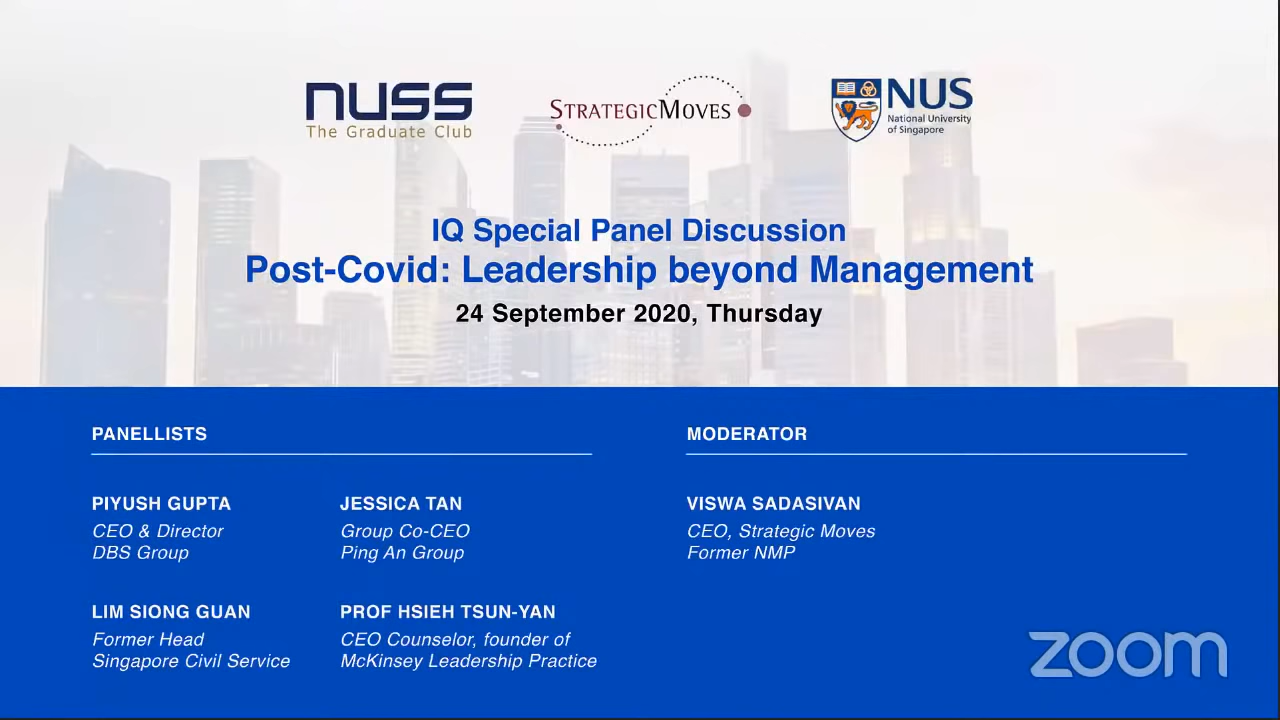 nuss
The Graduate Club
STRATEGICMOVES
NUS
National University
of Singapore
IQ Special Panel Discussion
Post-Covid: Leadership beyond Management
24 September 2020, Thursday
PANELLISTS
PIYUSH GUPTA
CEO & Director
DBS Group
JESSICA TAN
Group Co-CEO
Ping An Group
LIM SIONG GUAN
Former Head
Singapore Civil Service
PROF HSIEH TSUN-YAN
CEO Counselor, founder of
McKinsey Leadership Practice
MODERATOR
VISWA SADASIVAN
CEO, Strategic Moves
Former NMP
zoom